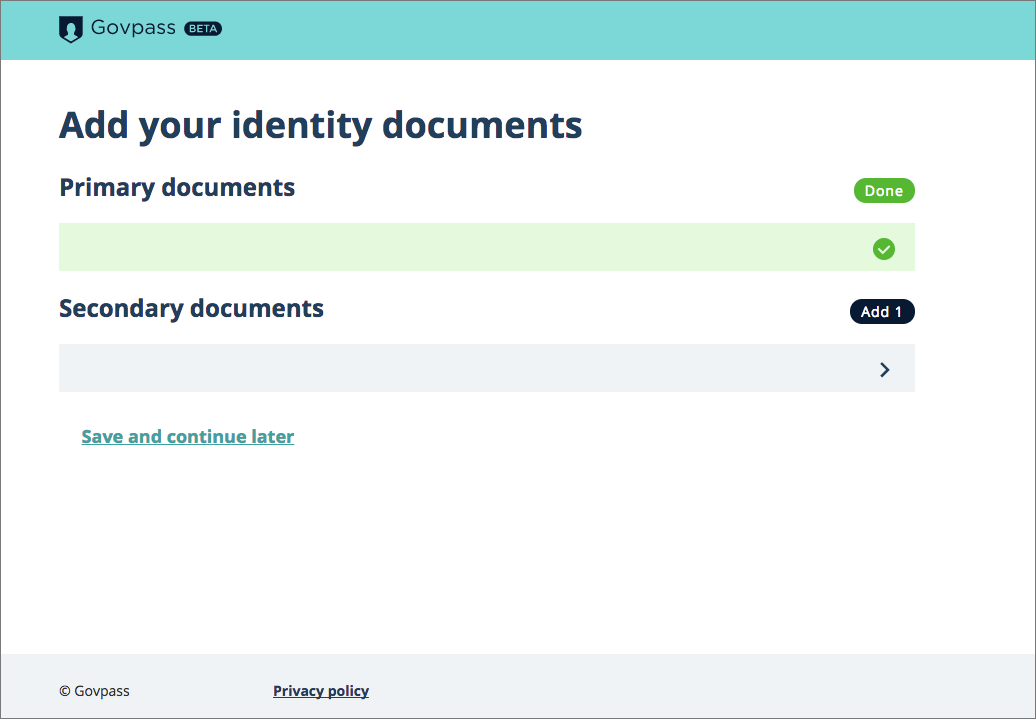 Govpass BETA
Add your identity documents
Primary documents
Done
Secondary documents
Add 1
Save and continue later
© Govpass
Privacy policy